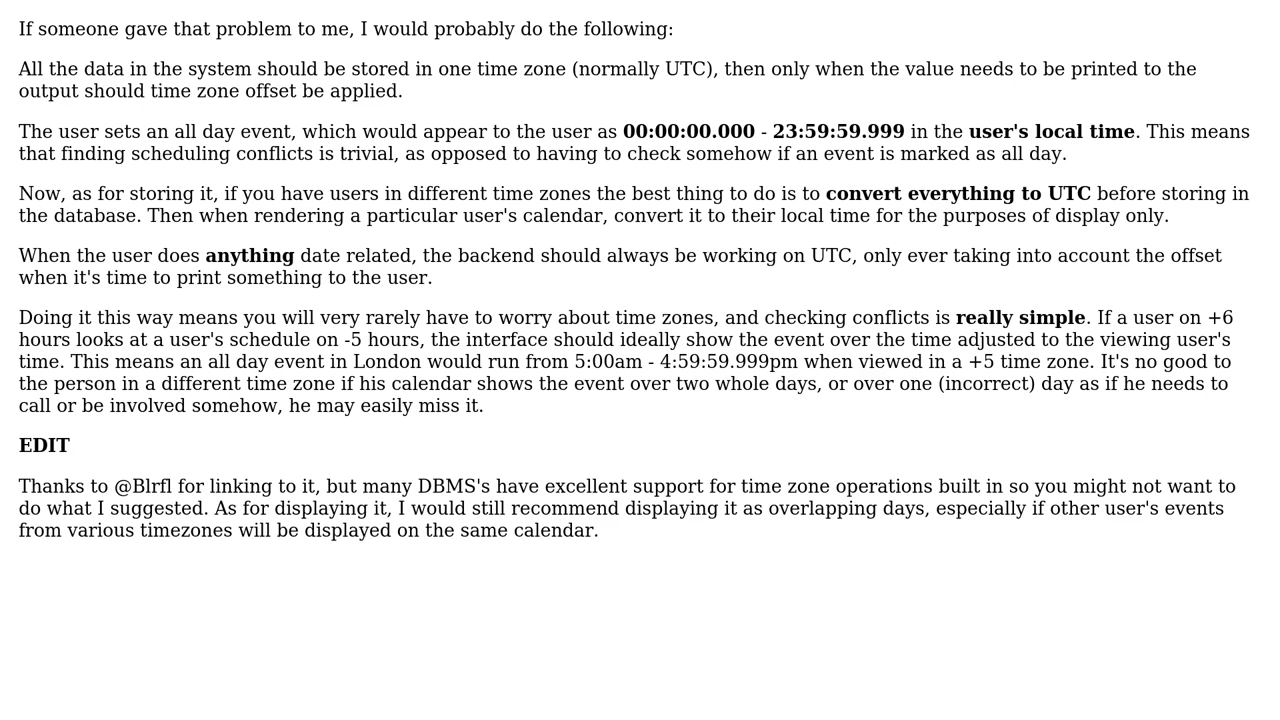 If someone gave that problem to me, I would probably do the following:
All the data in the system should be stored in one time zone (normally UTC), then only when the value needs to be printed to the
output should time zone offset be applied.
The user sets an all day event, which would appear to the user as 00:00:00.000 - 23:59:59.999 in the user's local time. This means
that finding scheduling conflicts is trivial, as opposed to having to check somehow if an event is marked as all day.
Now, as for storing it, if you have users in different time zones the best thing to do is to convert everything to UTC before storing in
the database. Then when rendering a particular user's calendar, convert it to their local time for the purposes of display only.
When the user does anything date related, the backend should always be working on UTC, only ever taking into account the offset
when it's time to print something to the user.
Doing it this way means you will very rarely have to worry about time zones, and checking conflicts is really simple. If a user on +6
hours looks at a user's schedule on -5 hours, the interface should ideally show the event over the time adjusted to the viewing user's
time. This means an all day event in London would run from 5:00am - 4:59:59.999pm when viewed in a +5 time zone. It's no good to
the person in a different time zone if his calendar shows the event over two whole days, or over one (incorrect) day as if he needs to
call or be involved somehow, he may easily miss it.
EDIT
Thanks to @Blrfl for linking to it, but many DBMS's have excellent support for time zone operations built in so you might not want to
do what I suggested. As for displaying it, I would still recommend displaying it as overlapping days, especially if other user's events
from various timezones will be displayed on the same calendar.